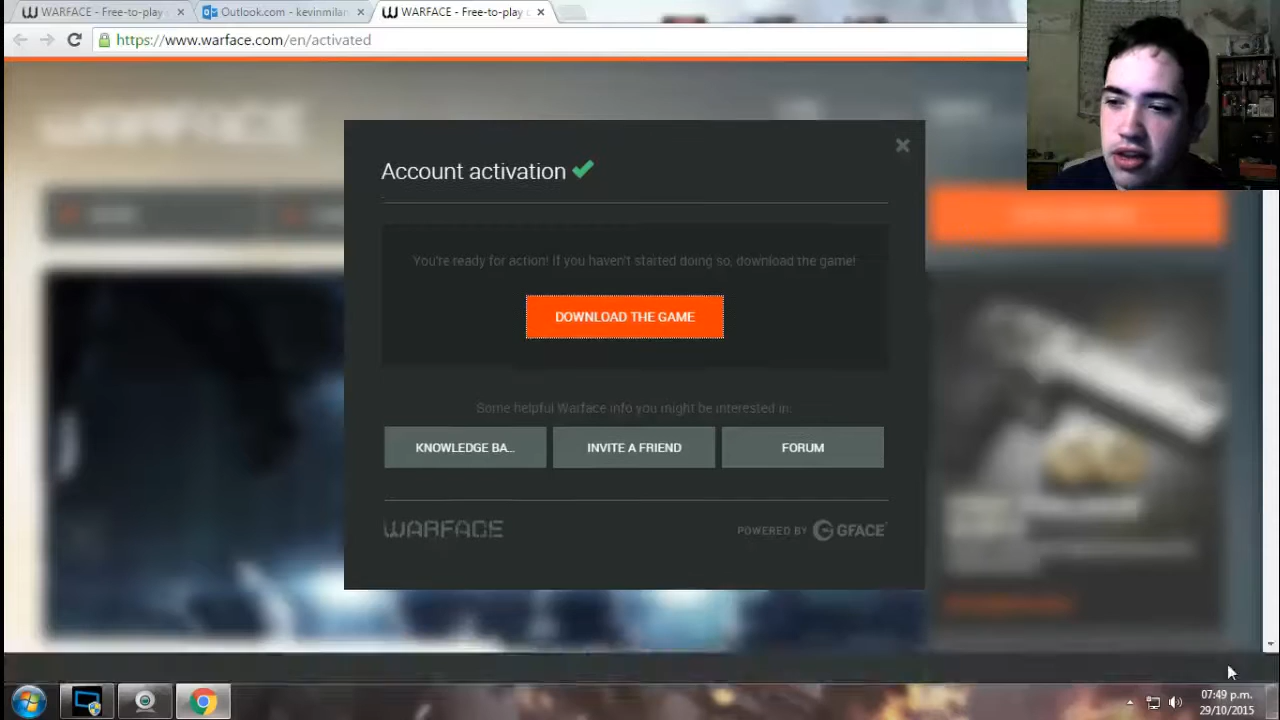 WARFACE - Free-to-play
Outlook.com - kevinmilan
WARFACE - Free-to-play
https://www.warface.com/en/activated
Account activation
You're ready for action! If you haven't started doing so, download the game!
DOWNLOAD THE GAME
Some helpful Warface info you might be interested in:
KNOWLEDGE BA...
INVITE A FRIEND
FORUM
WARFACE
POWERED BY GFACE
07:49 p.m.
29/10/2015